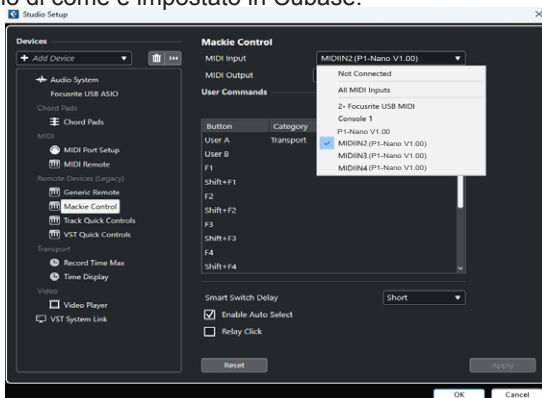 no di come è impostato in Cubase.
Studio Setup
Devices
+ Add Device
Audio System
Focusrite USB ASIO
Chord Pads
Chord Pads
MIDI
MIDI Port Setup
MIDI Remote
Remote Devices (Legacy)
Generic Remote
Mackie Control
Track Quick Controls
VST Quick Controls
Transport
Record Time Max
Time Display
Video
Video Player
VST System Link
Mackie Control
MIDI Input MIDIIN2 (P1-Nano V1.00)
MIDI Output
User Commands
Not Connected
All MIDI Inputs
2- Focusrite USB MIDI
Console 1
P1-Nano V1.00
MIDIIN2 (P1-Nano V1.00)
MIDIIN3 (P1-Nano V1.00)
MIDIIN4 (P1-Nano V1.00)
Button Category
User A Transport
User B
F1
Shift+F1
F2
Shift+F2
F3
Shift+F3
F4
Shift+F4
Smart Switch Delay Short
Enable Auto Select
Relay Click
Reset Apply
OK Cancel